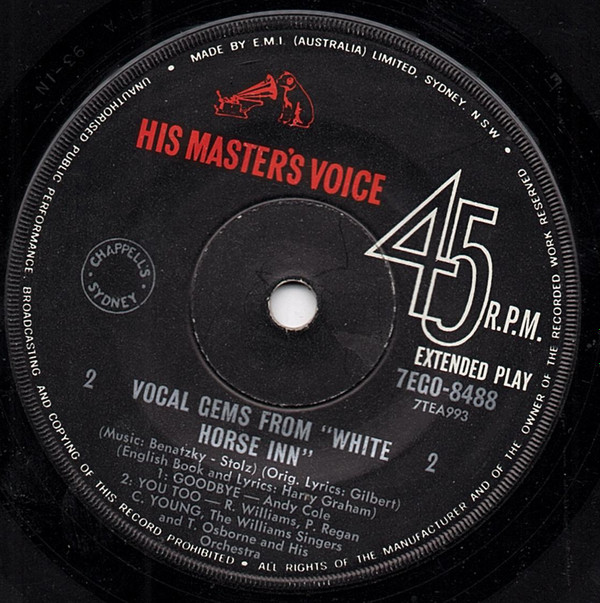 UNAUTHORISED PUBLIC PERFORMANCE, BROADCASTING AND COPYING OF THIS RECORD PROHIBITED • ALL RIGHTS OF THE MANUFACTURER AND OF THE OWNER OF THE RECORDED WORK RESERVED
• MADE BY E.M.I. (AUSTRALIA) LIMITED, SYDNEY, N.S.W. •
HIS MASTER'S VOICE
45
R.P.M.
EXTENDED PLAY
7EGO-8488
7TEA993
• CHAPPELL'S •
SYDNEY
2
VOCAL GEMS FROM "WHITE
HORSE INN"
2
(Music: Benatzky - Stolz) (Orig. Lyrics: Gilbert)
(English Book and Lyrics: Harry Graham)
1: GOODBYE — Andy Cole
2: YOU TOO — R. Williams, P. Regan
C. YOUNG, The Williams Singers
and T. Osborne and His
Orchestra